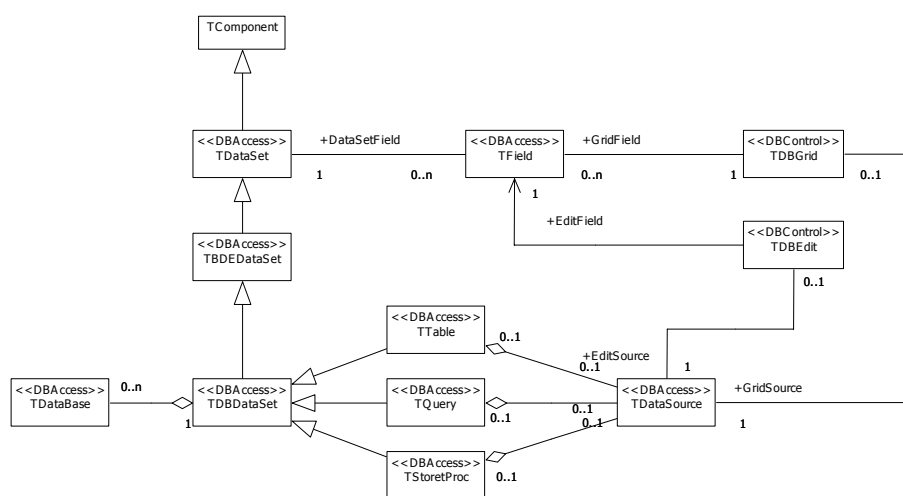 TComponent
<<DBAccess>>
TDataSet
+DataSetField
1
0..n
<<DBAccess>>
TField
+GridField
0..n
1
<<DBControl>>
TDBGrid
0..1
1
+EditField
<<DBControl>>
TDBEdit
0..1
<<DBAccess>>
TBDEDataSet
<<DBAccess>>
TTable
0..1
+EditSource
0..1
1
<<DBAccess>>
TDataBase
0..n
1
<<DBAccess>>
TDBDataSet
<<DBAccess>>
TQuery
0..1
0..1
0..1
<<DBAccess>>
TDataSource
+GridSource
1
<<DBAccess>>
TStoretProc
0..1